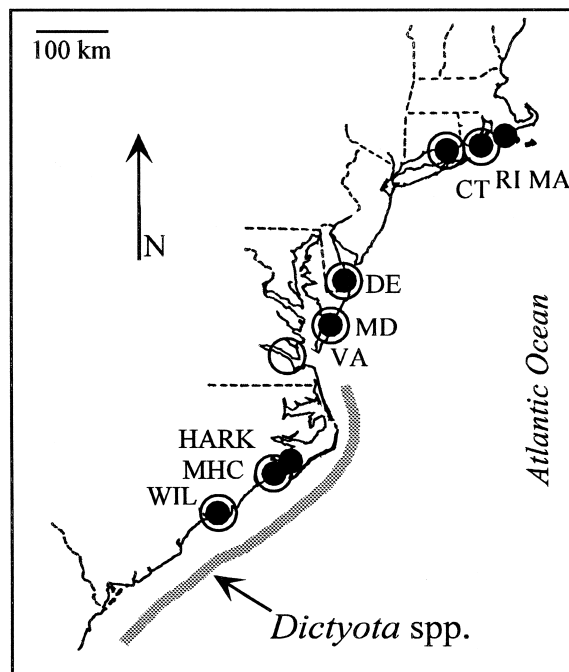 100 km
N
CT RI MA
DE
MD
VA
Atlantic Ocean
HARK
MHC
WIL
Dictyota spp.